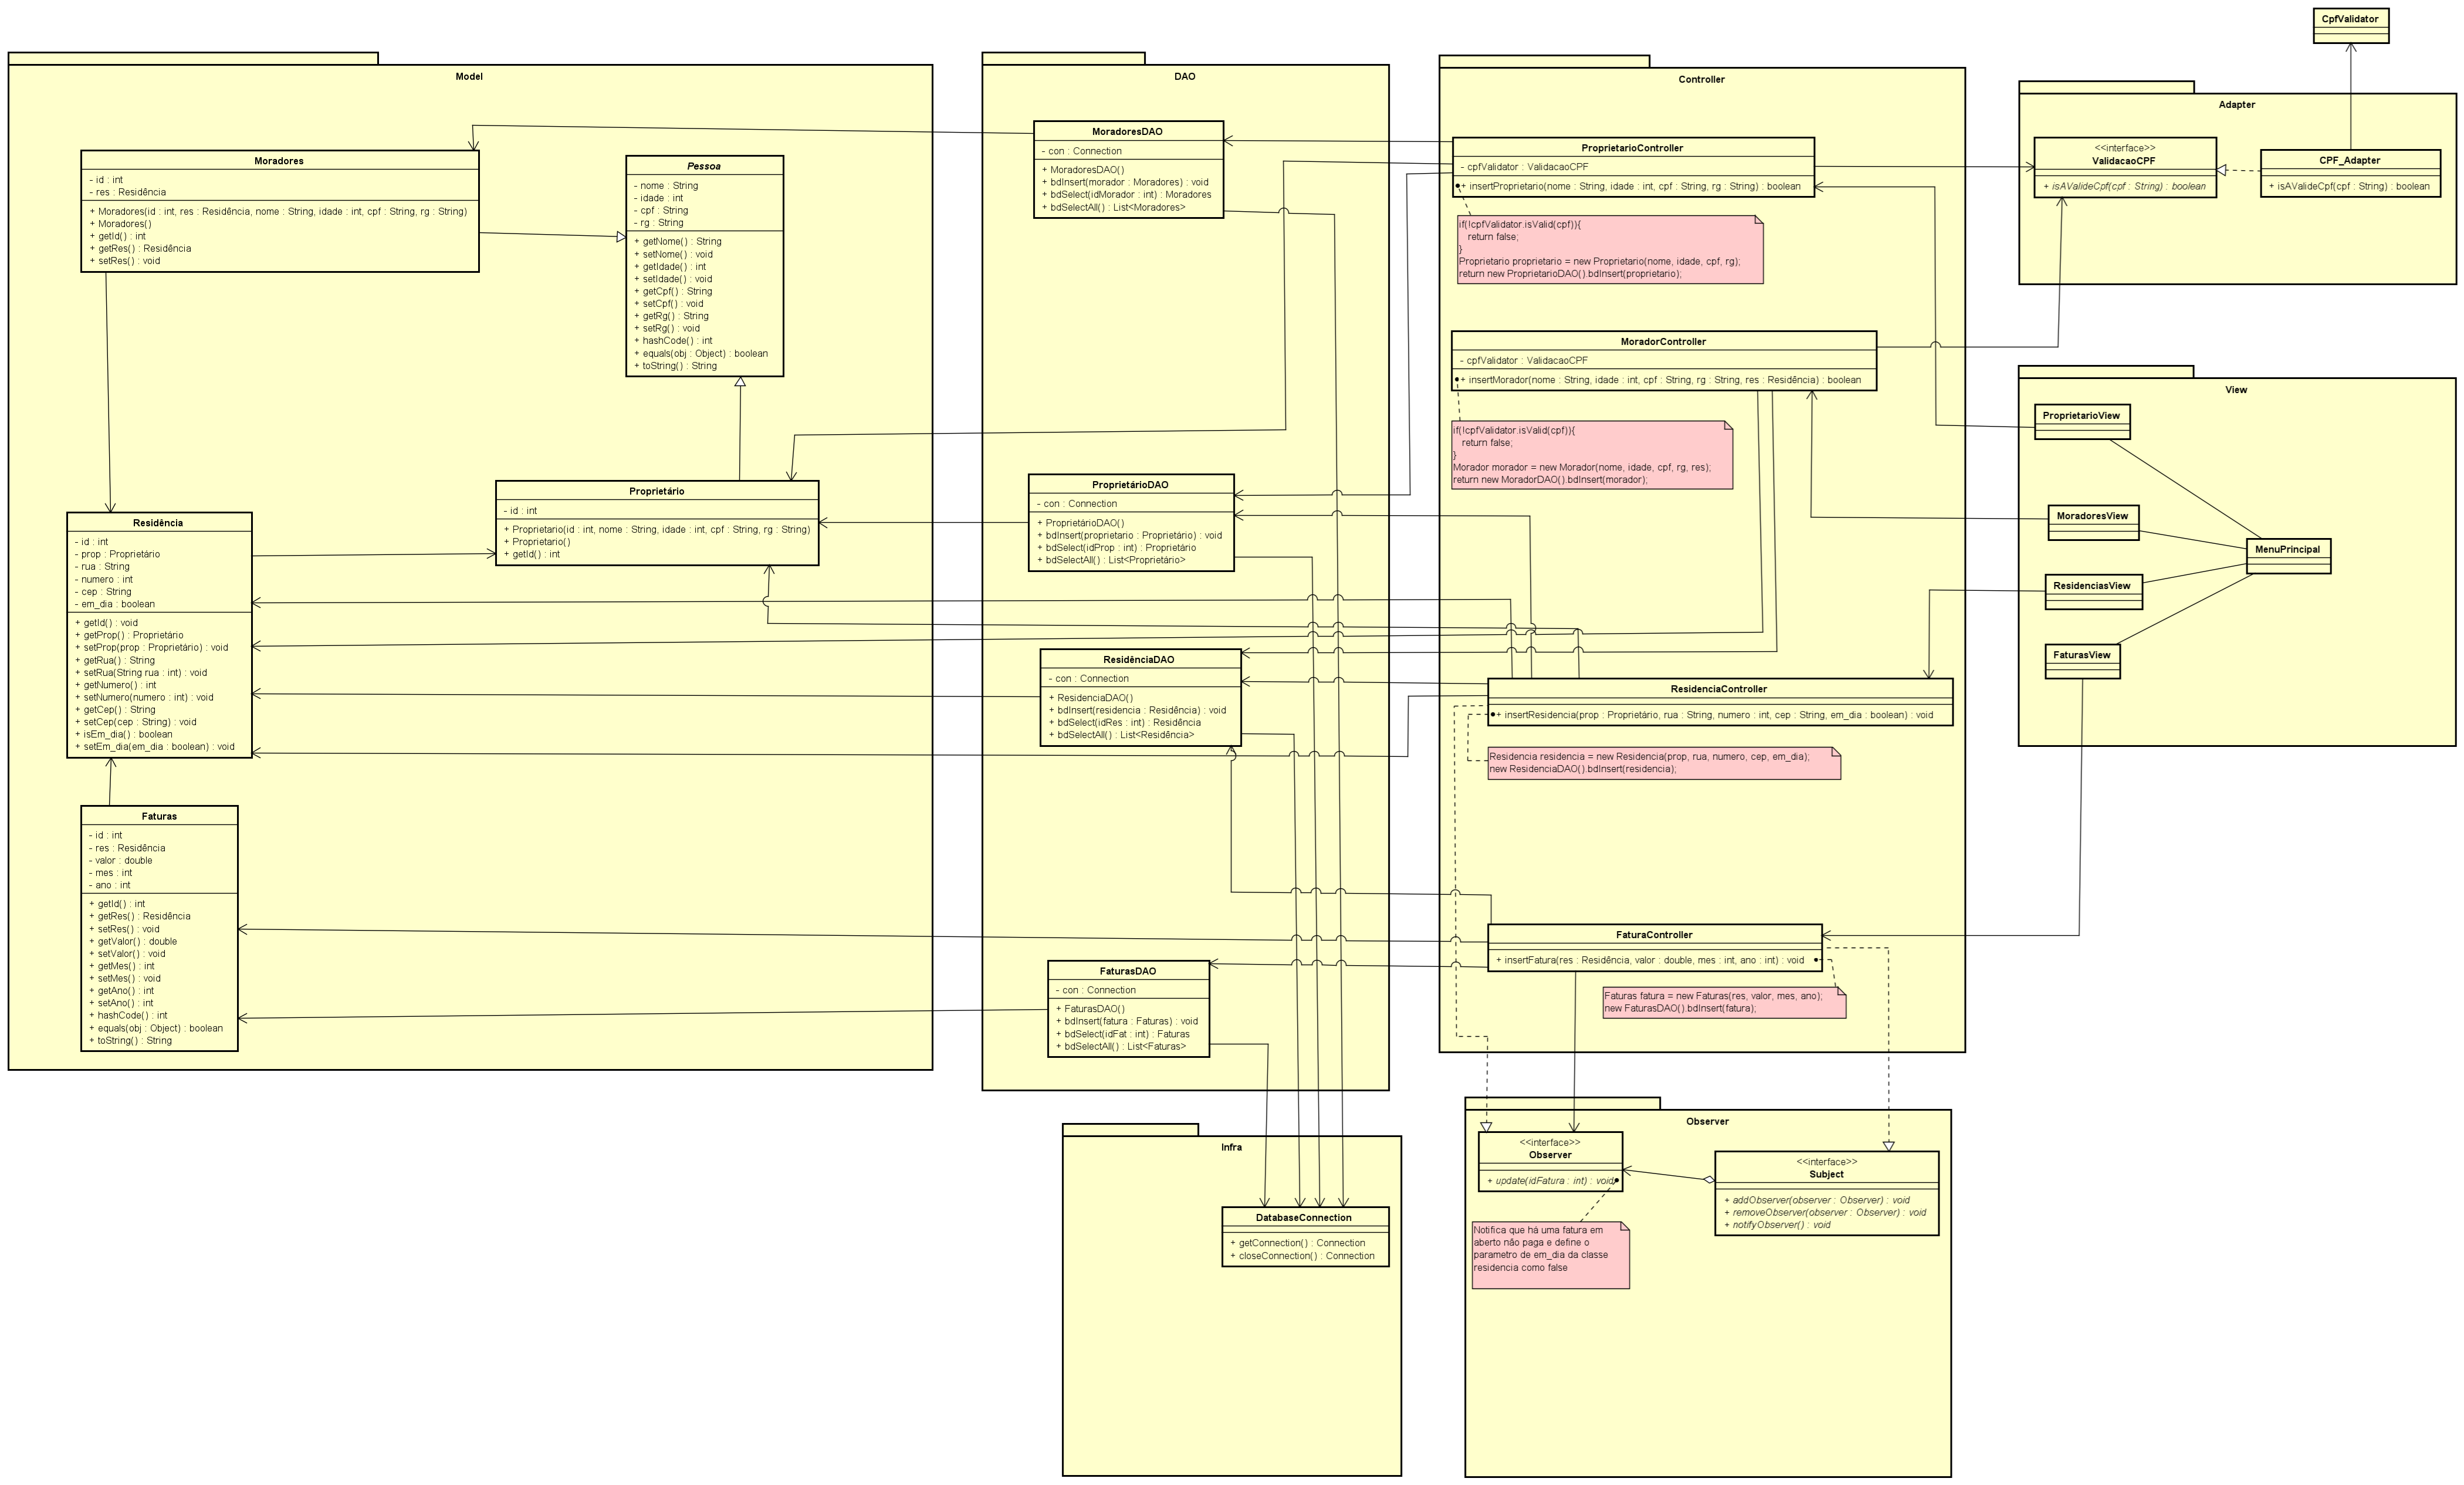 Model
Moradores
- id : int
- res : Residência
+ Moradores(id : int, res : Residência, nome : String, idade : int, cpf : String, rg : String)
+ Moradores()
+ getId() : int
+ getRes() : Residência
+ setRes() : void
Pessoa
- nome : String
- idade : int
- cpf : String
- rg : String
+ getNome() : String
+ setNome() : void
+ getIdade() : int
+ setIdade() : void
+ getCpf() : String
+ setCpf() : void
+ getRg() : String
+ setRg() : void
+ hashCode() : int
+ equals(obj : Object) : boolean
+ toString() : String
Proprietário
- id : int
+ Proprietario(id : int, nome : String, idade : int, cpf : String, rg : String)
+ Proprietario()
+ getId() : int
Residência
- id : int
- prop : Proprietário
- rua : String
- numero : int
- cep : String
- em_dia : boolean
+ getId() : void
+ getProp() : Proprietário
+ setProp(prop : Proprietário) : void
+ getRua() : String
+ setRua(String rua : int) : void
+ getNumero() : int
+ setNumero(numero : int) : void
+ getCep() : String
+ setCep(cep : String) : void
+ isEm_dia() : boolean
+ setEm_dia(em_dia : boolean) : void
Faturas
- id : int
- res : Residência
- valor : double
- mes : int
- ano : int
+ getId() : int
+ getRes() : Residência
+ setRes() : void
+ getValor() : double
+ setValor() : void
+ getMes() : int
+ setMes() : void
+ getAno() : int
+ setAno() : int
+ hashCode() : int
+ equals(obj : Object) : boolean
+ toString() : String
DAO
MoradoresDAO
- con : Connection
+ MoradoresDAO()
+ bdInsert(morador : Moradores) : void
+ bdSelect(idMorador : int) : Moradores
+ bdSelectAll() : List<Moradores>
ProprietárioDAO
- con : Connection
+ ProprietárioDAO()
+ bdInsert(proprietario : Proprietário) : void
+ bdSelect(idProp : int) : Proprietário
+ bdSelectAll() : List<Proprietário>
ResidênciaDAO
- con : Connection
+ ResidenciaDAO()
+ bdInsert(residencia : Residência) : void
+ bdSelect(idRes : int) : Residência
+ bdSelectAll() : List<Residência>
FaturasDAO
- con : Connection
+ FaturasDAO()
+ bdInsert(fatura : Faturas) : void
+ bdSelect(idFat : int) : Faturas
+ bdSelectAll() : List<Faturas>
Infra
DatabaseConnection
+ getConnection() : Connection
+ closeConnection() : Connection
Controller
ProprietarioController
- cpfValidator : ValidacaoCPF
+ insertProprietario(nome : String, idade : int, cpf : String, rg : String) : boolean
if(!cpfValidator.isValid(cpf)){
return false;
}
Proprietario proprietario = new Proprietario(nome, idade, cpf, rg);
return new ProprietarioDAO().bdInsert(proprietario);
MoradorController
- cpfValidator : ValidacaoCPF
+ insertMorador(nome : String, idade : int, cpf : String, rg : String, res : Residência) : boolean
if(!cpfValidator.isValid(cpf)){
return false;
}
Morador morador = new Morador(nome, idade, cpf, rg, res);
return new MoradorDAO().bdInsert(morador);
ResidenciaController
+ insertResidencia(prop : Proprietário, rua : String, numero : int, cep : String, em_dia : boolean) : void
Residencia residencia = new Residencia(prop, rua, numero, cep, em_dia);
new ResidenciaDAO().bdInsert(residencia);
FaturaController
+ insertFatura(res : Residência, valor : double, mes : int, ano : int) : void
Faturas fatura = new Faturas(res, valor, mes, ano);
new FaturasDAO().bdInsert(fatura);
Observer
<<interface>>
Observer
+ update(idFatura : int) : void
Notifica que há uma fatura em
aberto não paga e define o
parametro de em_dia da classe
residencia como false
<<interface>>
Subject
+ addObserver(observer : Observer) : void
+ removeObserver(observer : Observer) : void
+ notifyObserver() : void
CpfValidator
Adapter
<<interface>>
ValidacaoCPF
+ isAValideCpf(cpf : String) : boolean
CPF_Adapter
+ isAValideCpf(cpf : String) : boolean
View
ProprietarioView
MoradoresView
MenuPrincipal
ResidenciasView
FaturasView